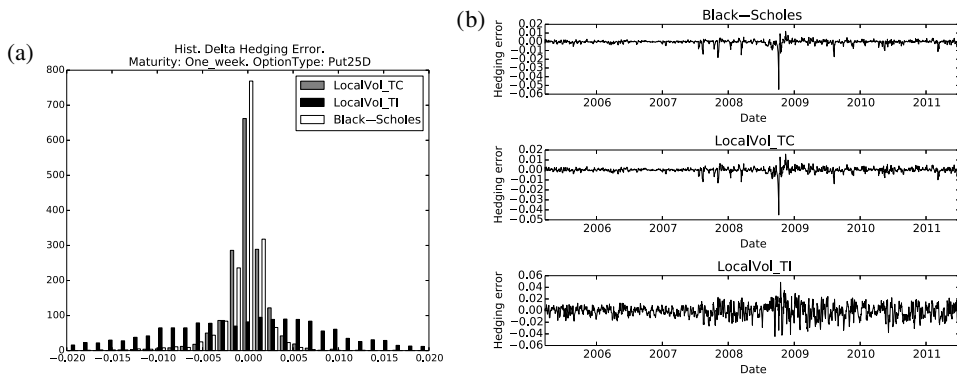 (a)
Hist. Delta Hedging Error.
Maturity: One_week. OptionType: Put25D
800
700
600
500
400
300
200
100
0
LocalVol_TC
LocalVol_TI
Black—Scholes
−0.020 −0.015 −0.010 −0.005 0.000 0.005 0.010 0.015 0.020
(b)
Black—Scholes
Hedging error
0.02
0.01
0.00
−0.01
−0.02
−0.03
−0.04
−0.05
−0.06
2006 2007 2008 2009 2010 2011
Date
LocalVol_TC
Hedging error
0.02
0.01
0.00
−0.01
−0.02
−0.03
−0.04
−0.05
2006 2007 2008 2009 2010 2011
Date
LocalVol_TI
Hedging error
0.06
0.04
0.02
0.00
−0.02
−0.04
−0.06
2006 2007 2008 2009 2010 2011
Date